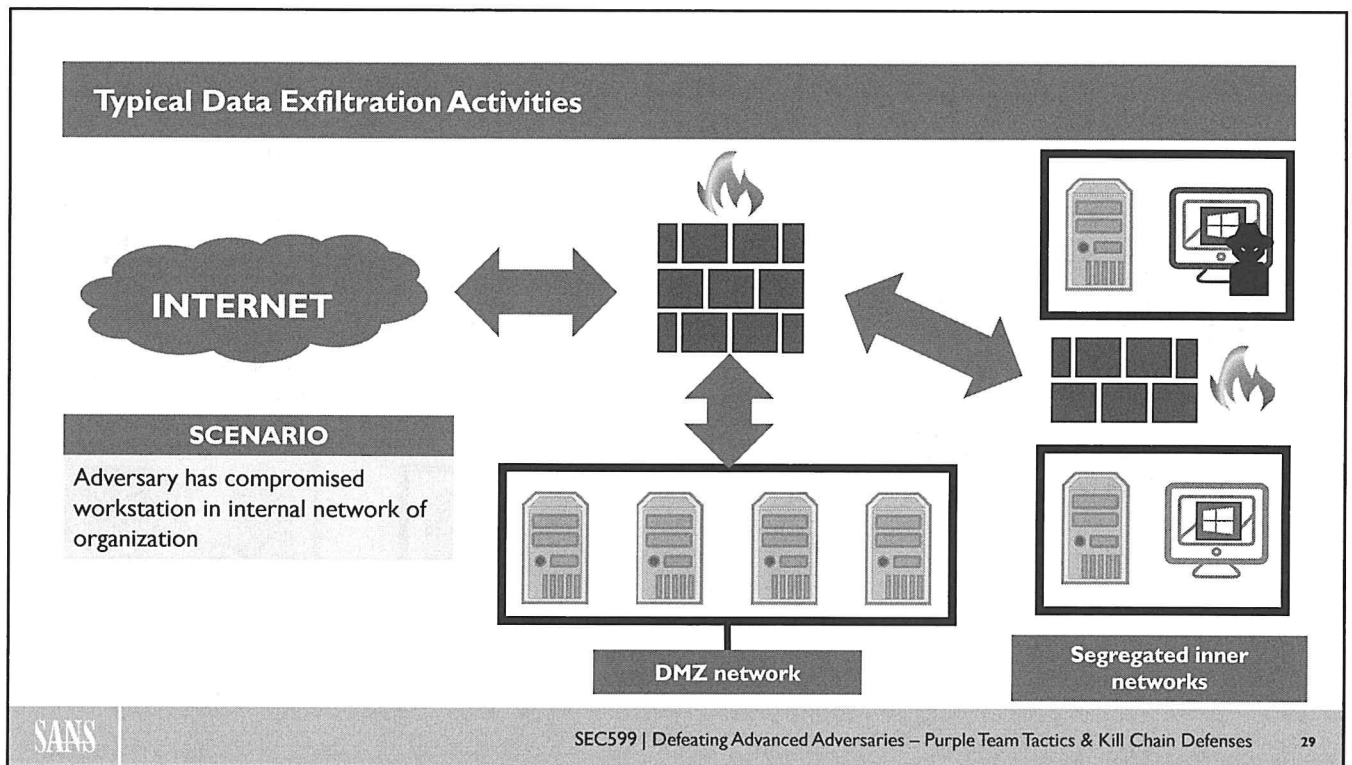 Typical Data Exfiltration Activities
INTERNET
SCENARIO
Adversary has compromised
workstation in internal network of
organization
DMZ network
Segregated inner
networks
SANS
SEC599 | Defeating Advanced Adversaries – Purple Team Tactics & Kill Chain Defenses
29